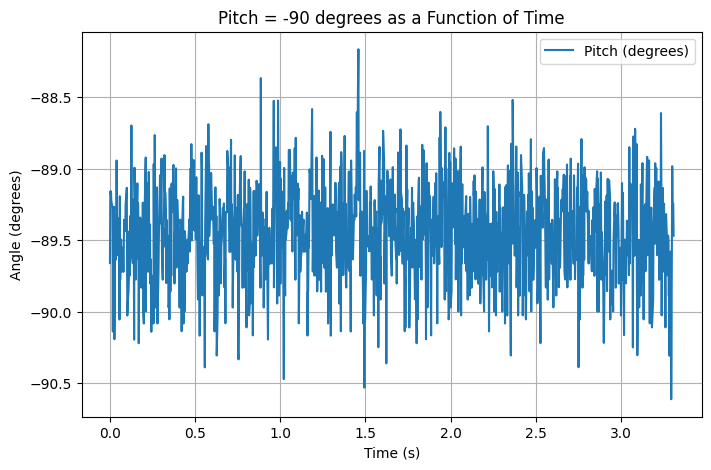 Pitch = -90 degrees as a Function of Time
Pitch (degrees)
Angle (degrees)
−88.5
−89.0
−89.5
−90.0
−90.5
0.0 0.5 1.0 1.5 2.0 2.5 3.0
Time (s)